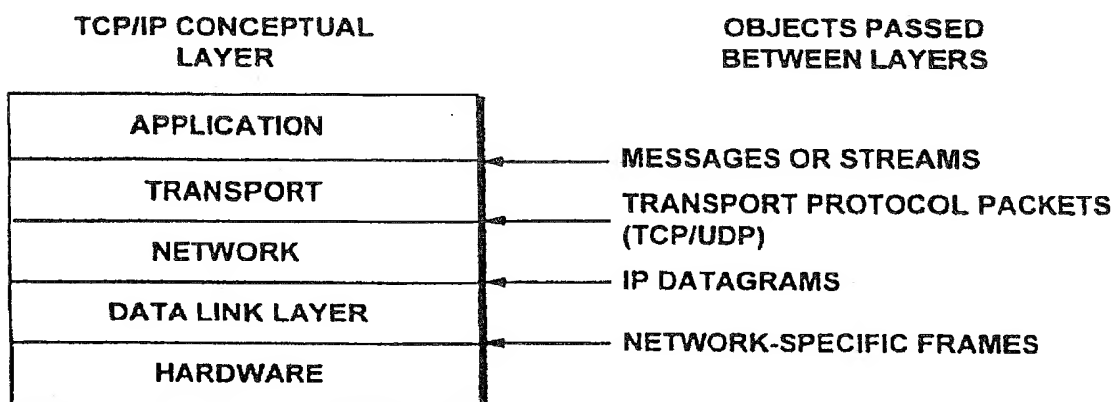 TCP/IP CONCEPTUAL
LAYER
OBJECTS PASSED
BETWEEN LAYERS
APPLICATION
MESSAGES OR STREAMS
TRANSPORT
TRANSPORT PROTOCOL PACKETS
(TCP/UDP)
NETWORK
IP DATAGRAMS
DATA LINK LAYER
NETWORK-SPECIFIC FRAMES
HARDWARE